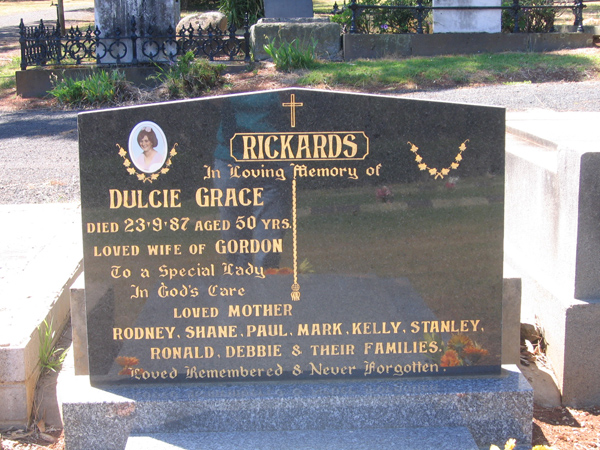 RICKARDS
In Loving Memory of
DULCIE GRACE
DIED 23·9·87 AGED 50 YRS.
LOVED WIFE OF GORDON
To a Special Lady
In God's Care
LOVED MOTHER
RODNEY, SHANE, PAUL, MARK, KELLY, STANLEY,
RONALD, DEBBIE & THEIR FAMILIES.
Loved Remembered & Never Forgotten.